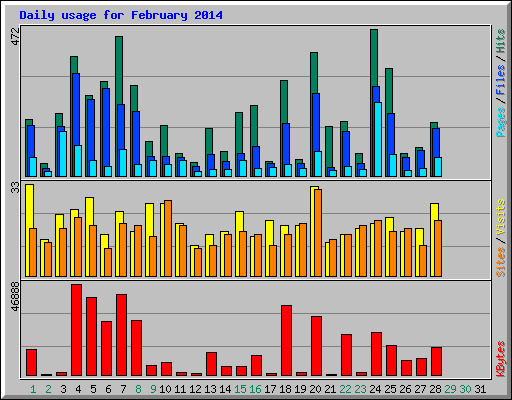 Daily usage for February 2014
472
Pages / Files / Hits
33
Sites / Visits
46888
KBytes
1 2 3 4 5 6 7 8 9 10 11 12 13 14 15 16 17 18 19 20 21 22 23 24 25 26 27 28 29 30 31